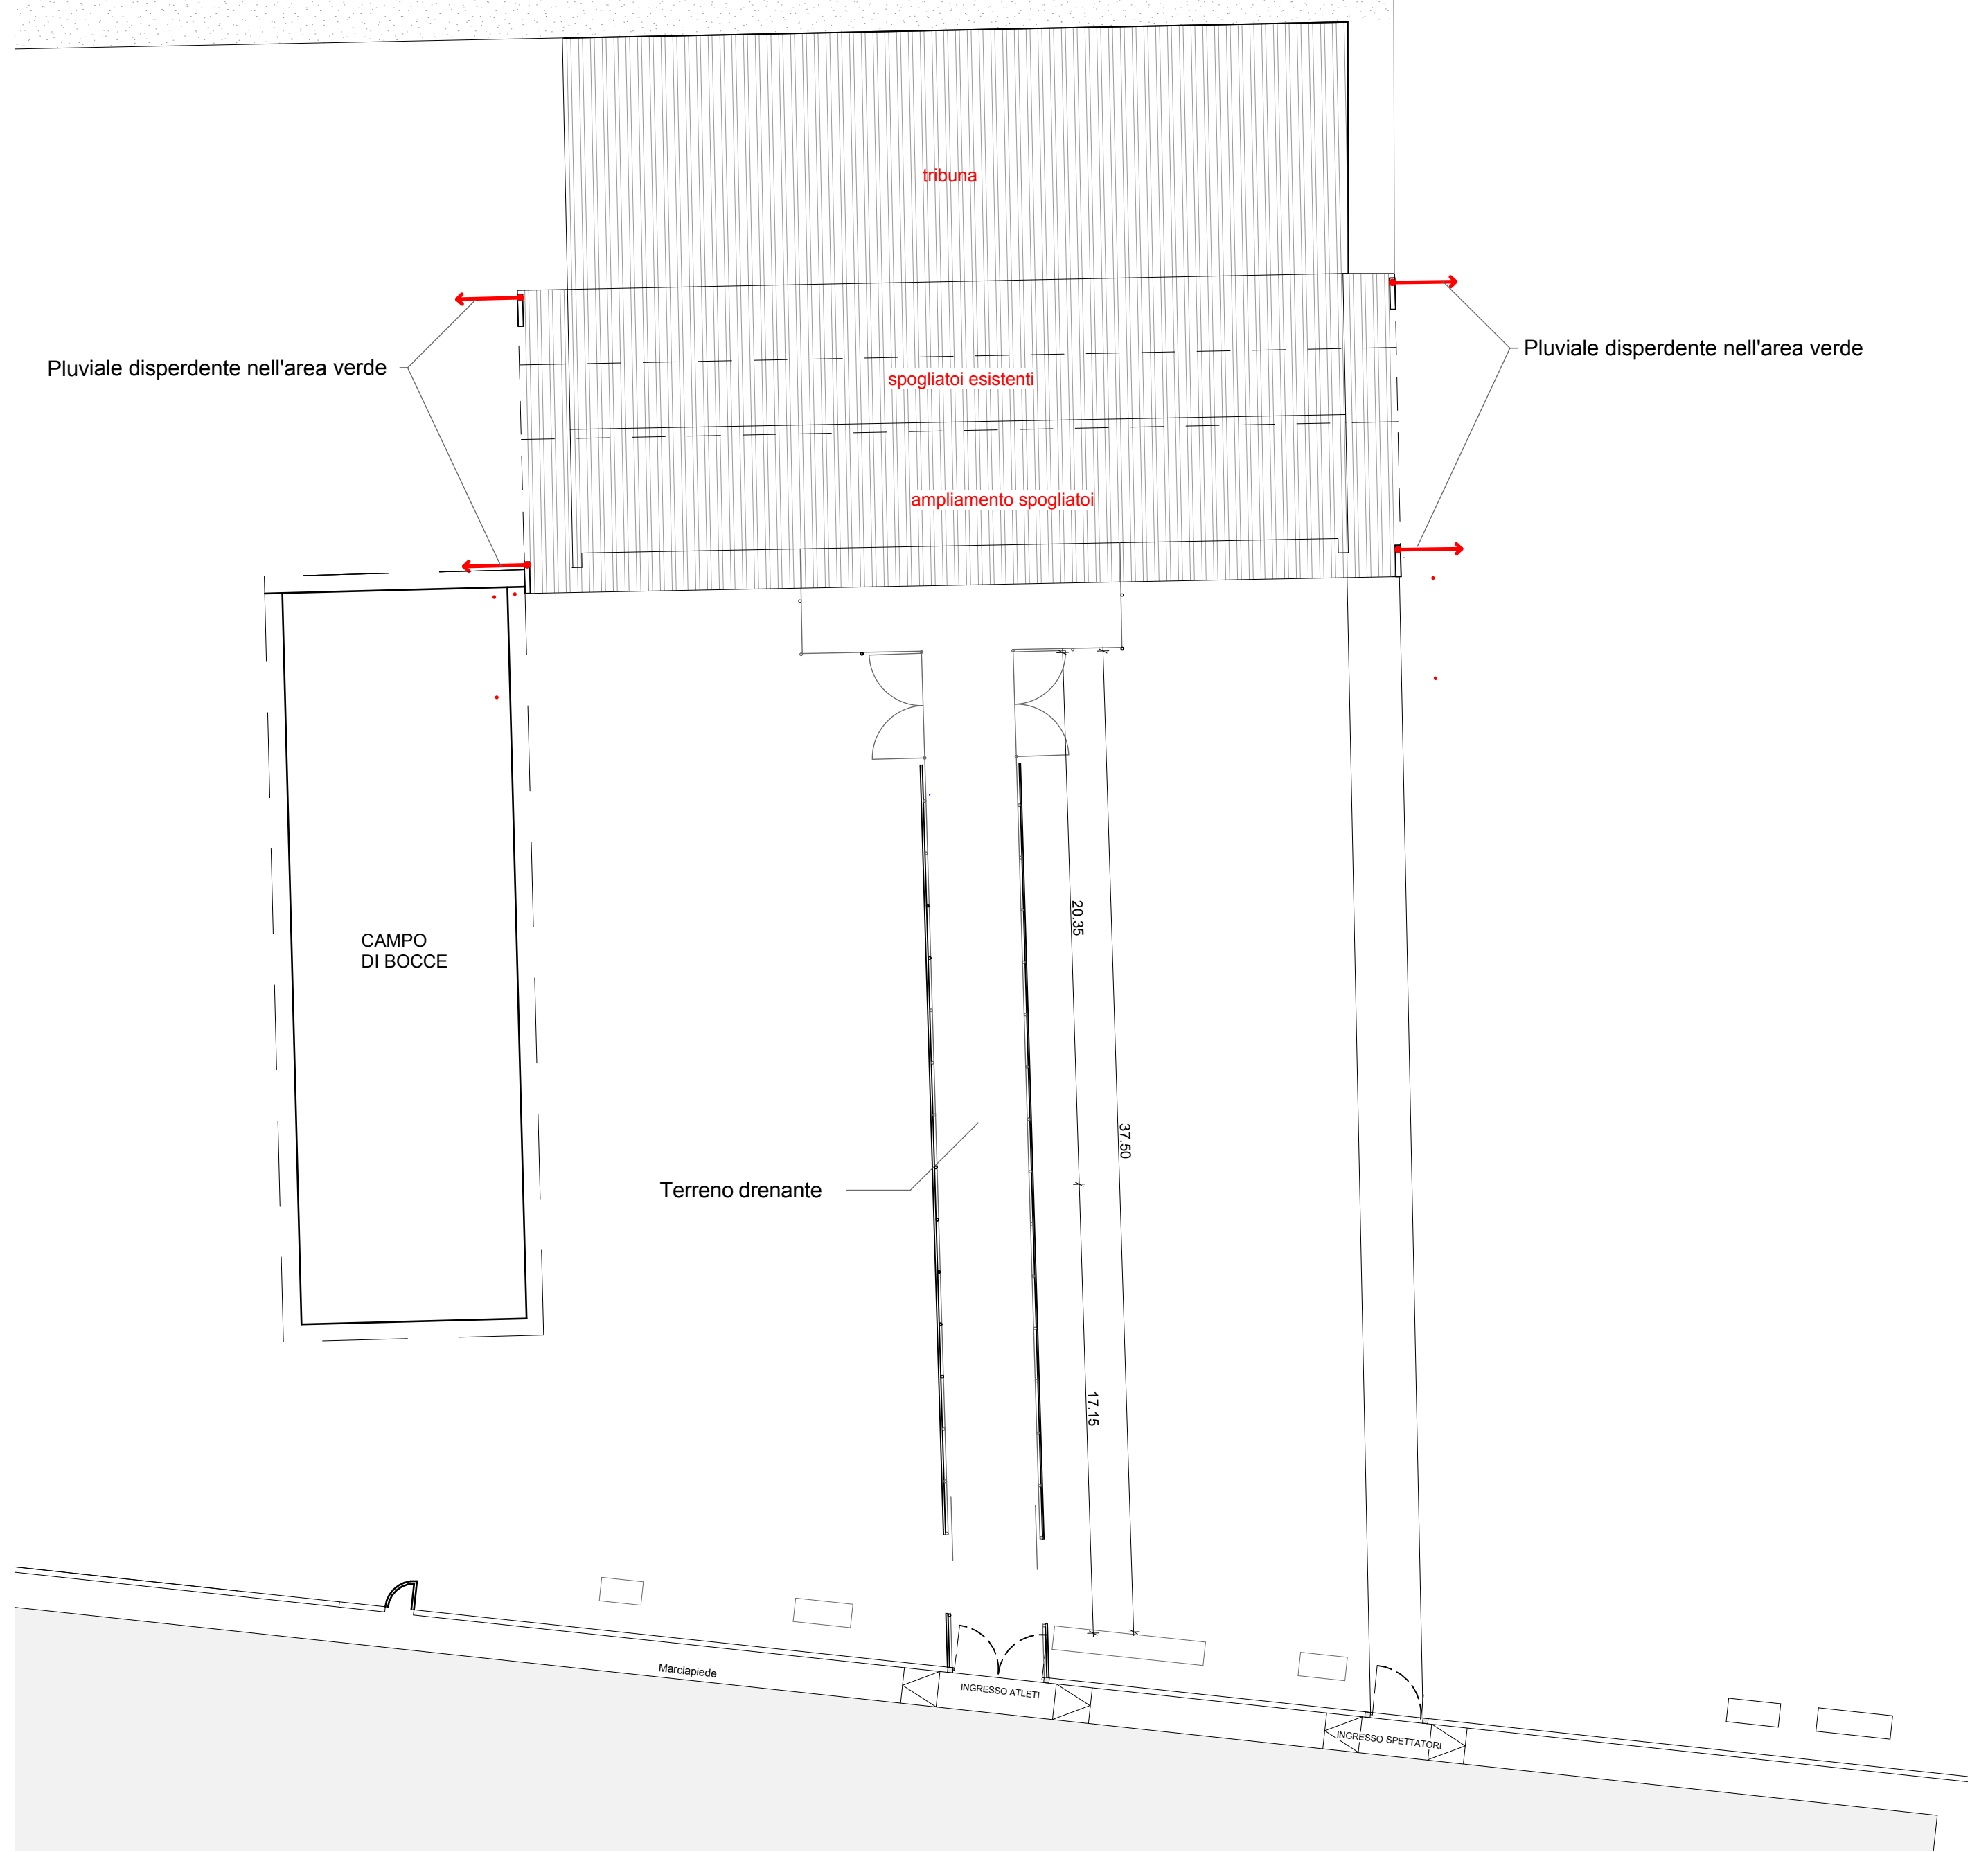 tribuna
Pluviale disperdente nell'area verde
Pluviale disperdente nell'area verde
spogliatoi esistenti
ampliamento spogliatoi
20.35
CAMPO
DI BOCCE
37.50
Terreno drenante
17.15
Marciapiede
INGRESSO ATLETI
INGRESSO SPETTATORI